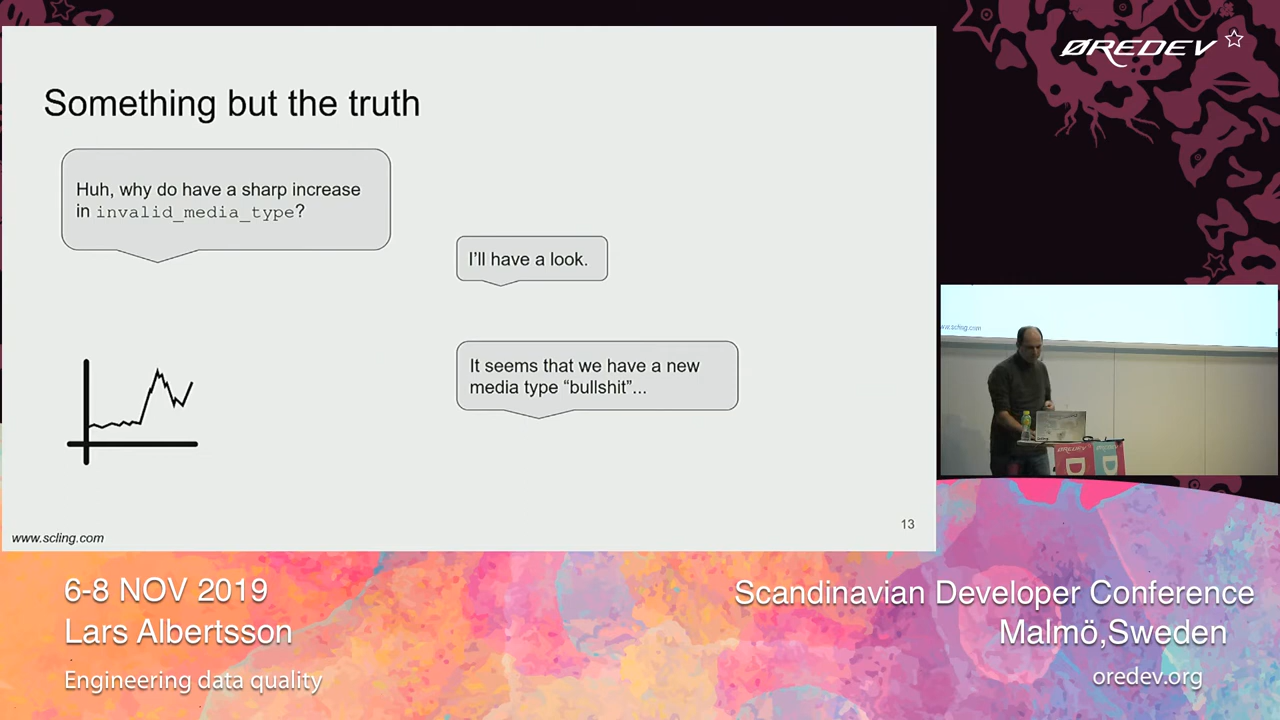 ØREDEV
Something but the truth
Huh, why do have a sharp increase
in invalid_media_type?
I'll have a look.
It seems that we have a new
media type “bullshit”...
13
www.scling.com
6-8 NOV 2019
Lars Albertsson
Engineering data quality
Scandinavian Developer Conference
Malmö,Sweden
oredev.org